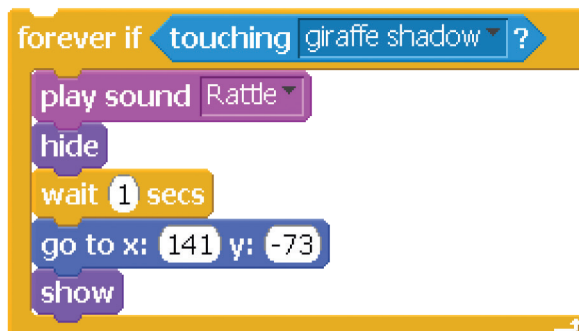 forever if touching giraffe shadow ?
play sound Rattle
hide
wait 1 secs
go to x: 141 y: -73
show